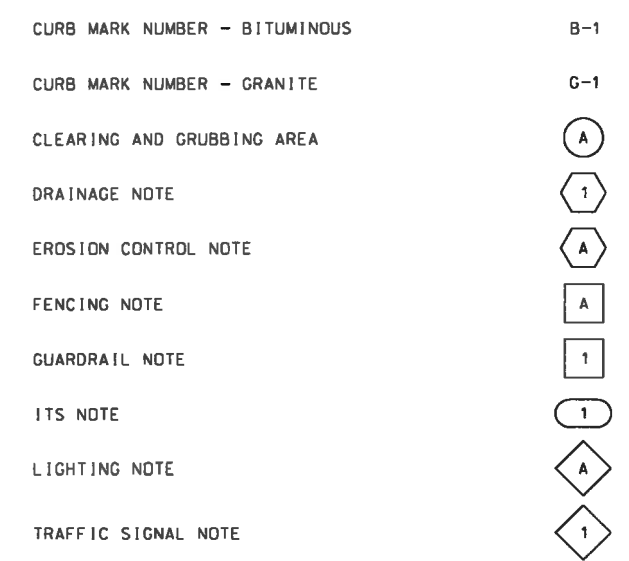 CURB MARK NUMBER - BITUMINOUS B-1
CURB MARK NUMBER - GRANITE G-1
CLEARING AND GRUBBING AREA A
DRAINAGE NOTE 1
EROSION CONTROL NOTE A
FENCING NOTE A
GUARDRAIL NOTE 1
ITS NOTE 1
LIGHTING NOTE A
TRAFFIC SIGNAL NOTE 1